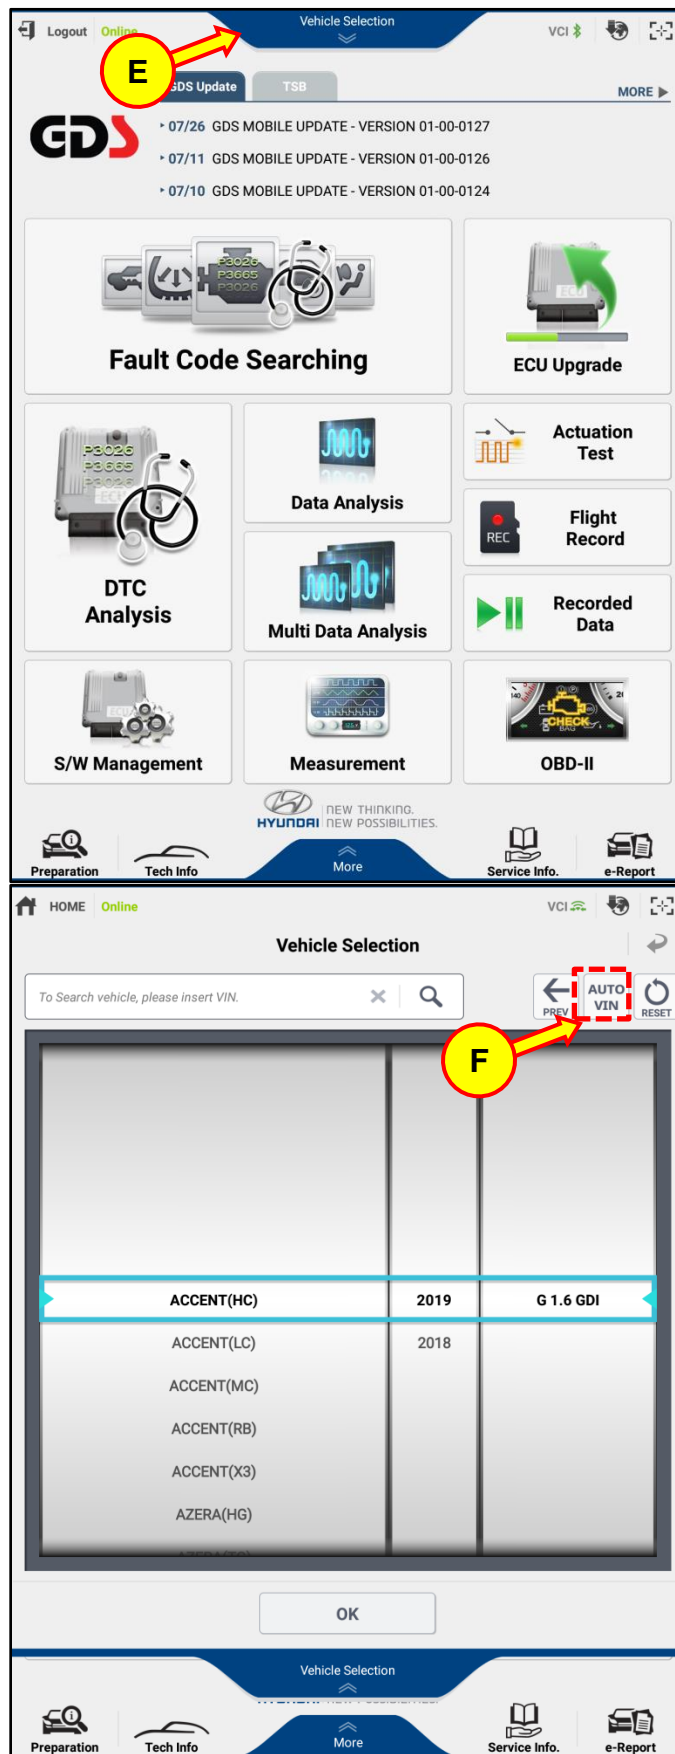 Logout Online
Vehicle Selection
VCI
E
GDS Update
TSB
MORE
GDS
07/26 GDS MOBILE UPDATE - VERSION 01-00-0127
07/11 GDS MOBILE UPDATE - VERSION 01-00-0126
07/10 GDS MOBILE UPDATE - VERSION 01-00-0124
P3026
P3665
P3026
Fault Code Searching
ECU
ECU Upgrade
P3026
P3665
P3026
ECU
DTC
Analysis
Data Analysis
Multi Data Analysis
Actuation
Test
REC
Flight
Record
Recorded
Data
ECU
S/W Management
Measurement
CHECK
OBD-II
HYUNDAI
NEW THINKING.
NEW POSSIBILITIES.
Preparation
Tech Info
More
Service Info.
e-Report
HOME Online
VCI
Vehicle Selection
To Search vehicle, please insert VIN.
PREV
AUTO
VIN
RESET
F
ACCENT(HC) 2019 G 1.6 GDI
ACCENT(LC) 2018
ACCENT(MC)
ACCENT(RB)
ACCENT(X3)
AZERA(HG)
OK
Vehicle Selection
Preparation
Tech Info
More
Service Info.
e-Report